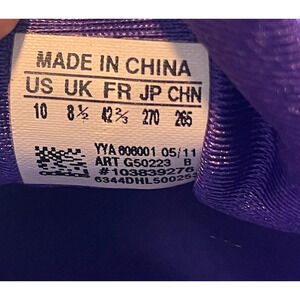 MADE IN CHINA
US UK FR JP CHN
10 8½ 42⅔ 270 265
YYA 606001 05/11
ART G50223 B
#103839276
6344DHL50025